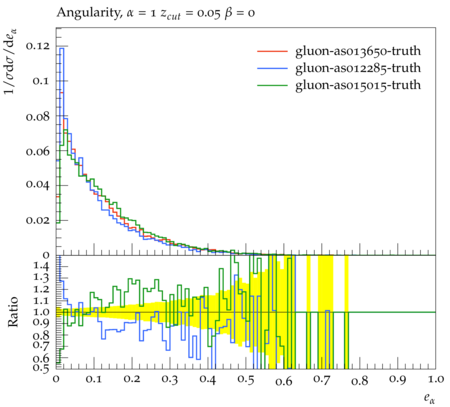 Angularity, α = 1 z_cut = 0.05 β = 0
1/σdσ/de_α
0.12
0.1
0.08
0.06
0.04
0.02
0
gluon-as013650-truth
gluon-as012285-truth
gluon-as015015-truth
Ratio
1.4
1.3
1.2
1.1
1.0
0.9
0.8
0.7
0.6
0.5
0 0.1 0.2 0.3 0.4 0.5 0.6 0.7 0.8 0.9 1.0
e_α